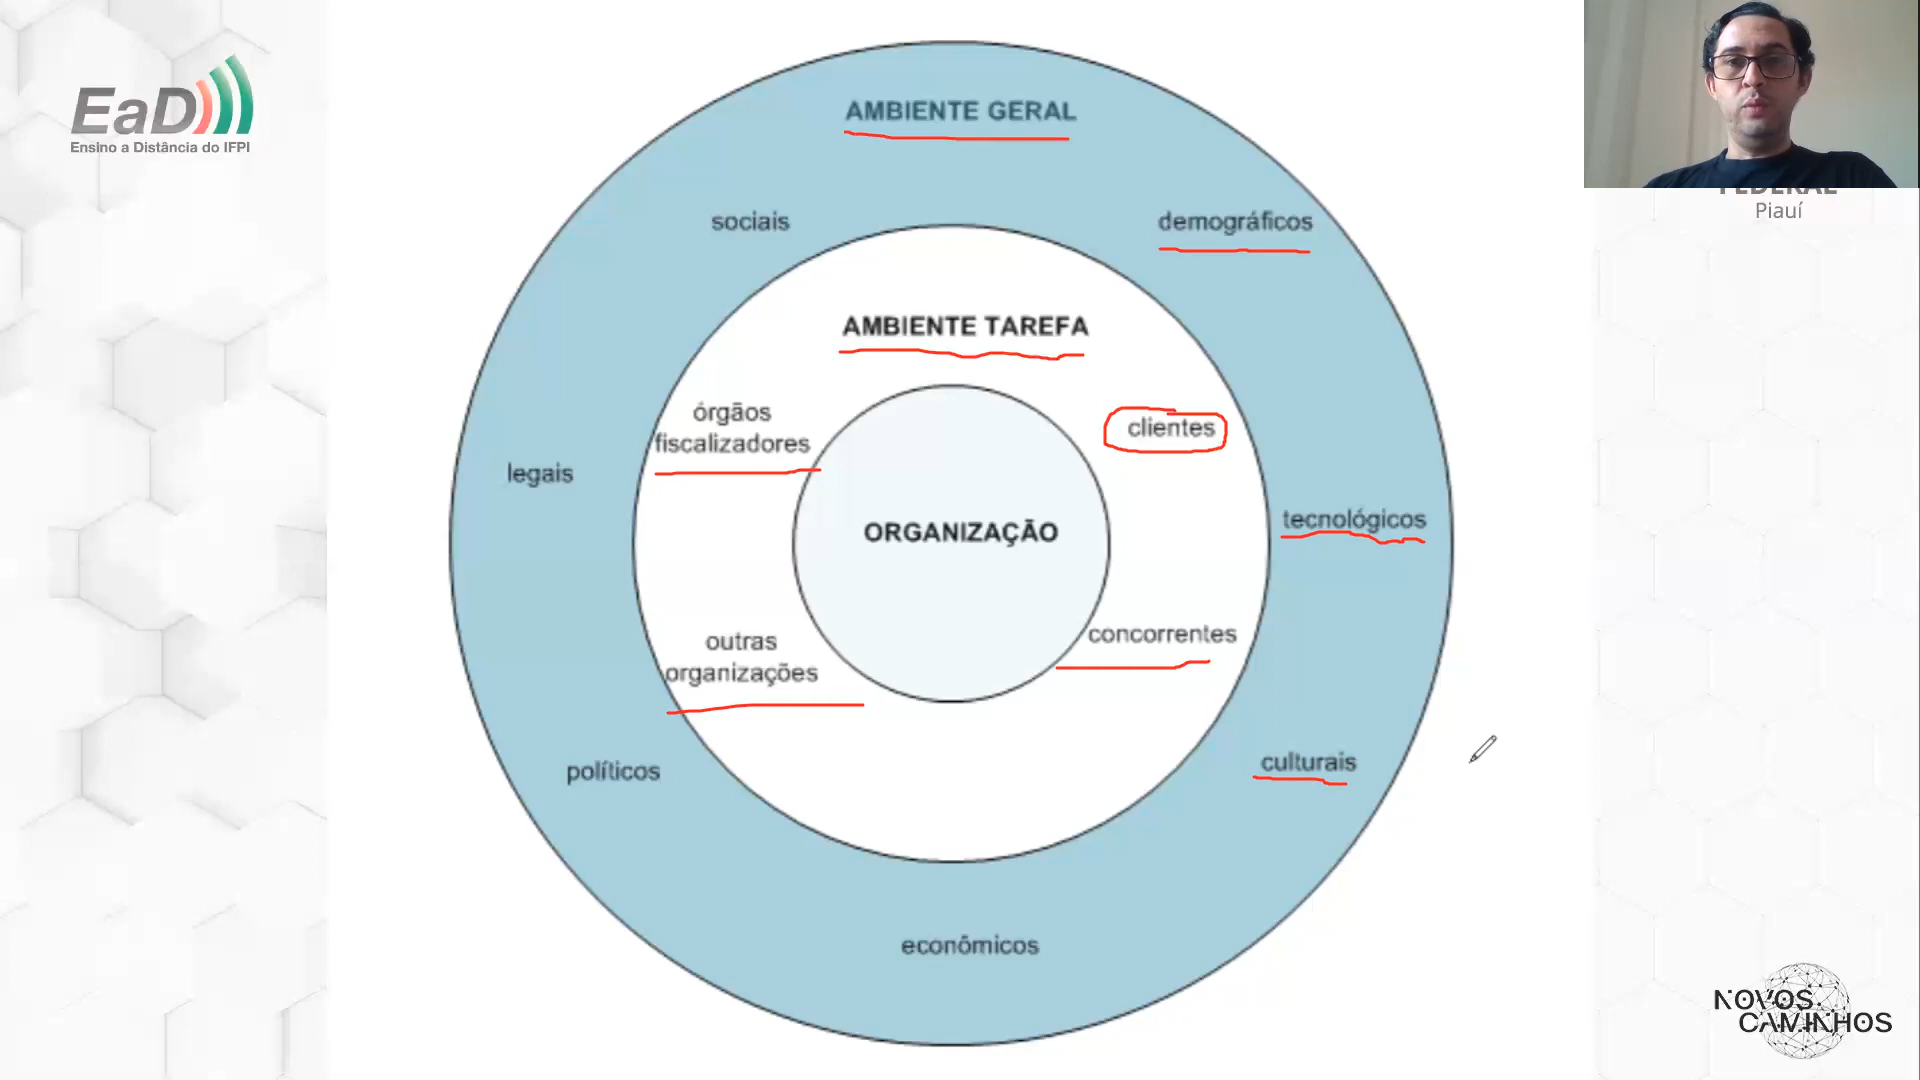 EaD
Ensino a Distância do IFPI
FEDERAL
Piauí
AMBIENTE GERAL
sociais
demográficos
AMBIENTE TAREFA
órgãos
fiscalizadores
clientes
legais
ORGANIZAÇÃO
tecnológicos
outras
organizações
concorrentes
políticos
culturais
econômicos
NOVOS
CAMINHOS